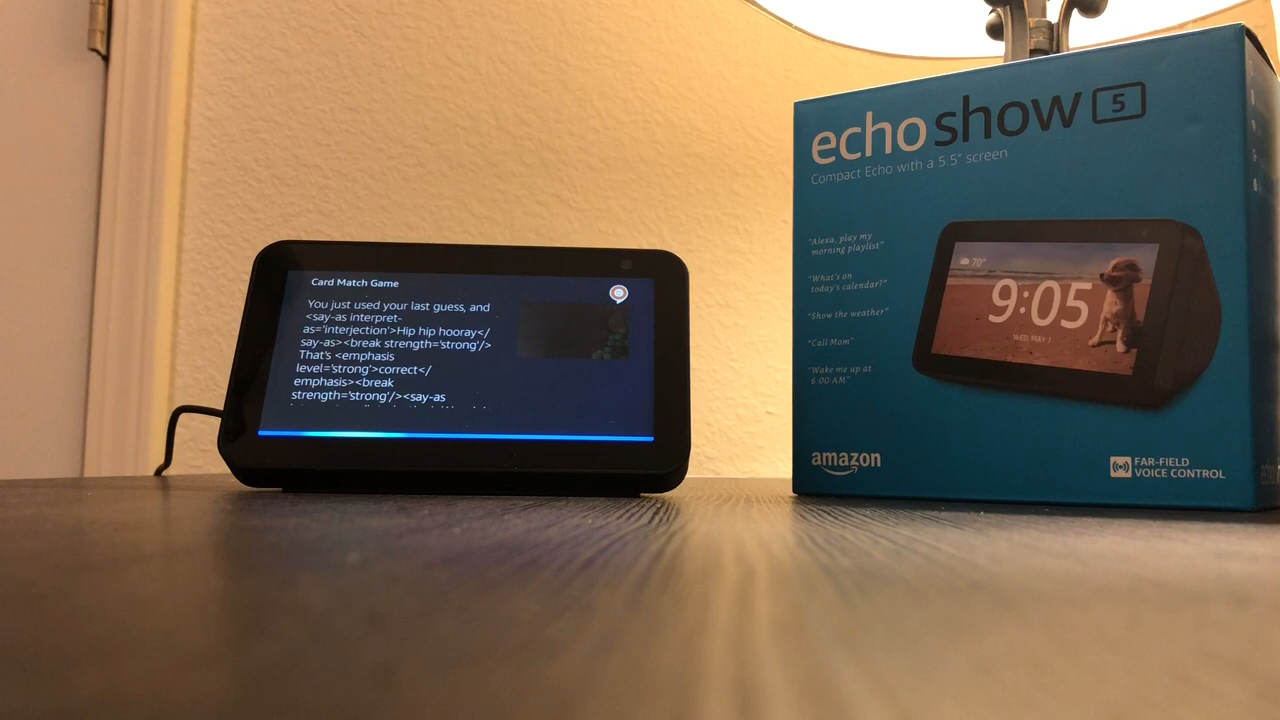 Card Match Game
You just used your last guess, and
<say-as interpret-
as='interjection'>Hip hip hooray</
say-as><break strength='strong'/>
That's <emphasis
level='strong'>correct</
emphasis><break
strength='strong'/><say-as
echo show 5
Compact Echo with a 5.5" screen
"Alexa, play my
morning playlist"
"What's on
today's calendar?"
"Show the weather"
"Call Mom"
"Wake me up at
6:00 AM"
70°
9:05
WED, MAY 1
amazon
FAR-FIELD
VOICE CONTROL